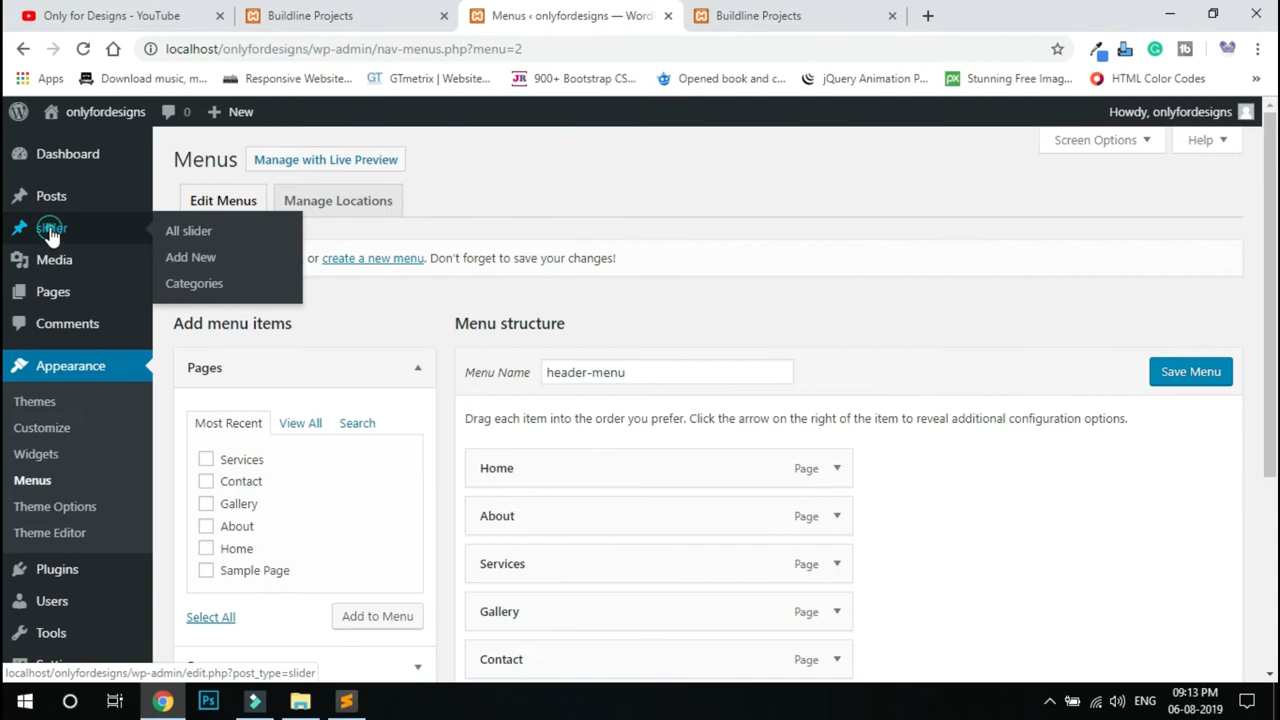 Only for Designs - YouTube
Buildline Projects
Menus ‹ onlyfordesigns — Word
Buildline Projects
localhost/onlyfordesigns/wp-admin/nav-menus.php?menu=2
Apps
Download music, m...
Responsive Website...
GT GTmetrix | Website...
JR 900+ Bootstrap CS...
Opened book and c...
jQuery Animation P...
px Stunning Free Imag...
HTML Color Codes
»
onlyfordesigns
0
New
Howdy, onlyfordesigns
Screen Options
Help
Menus
Manage with Live Preview
Edit Menus
Manage Locations
or create a new menu. Don't forget to save your changes!
Dashboard
Posts
slider
All slider
Add New
Categories
Media
Pages
Comments
Appearance
Themes
Customize
Widgets
Menus
Theme Options
Theme Editor
Plugins
Users
Tools
Add menu items
Pages
Most Recent
View All
Search
Services
Contact
Gallery
About
Home
Sample Page
Select All
Add to Menu
Menu structure
Menu Name
header-menu
Save Menu
Drag each item into the order you prefer. Click the arrow on the right of the item to reveal additional configuration options.
Home Page
About Page
Services Page
Gallery Page
Contact Page
localhost/onlyfordesigns/wp-admin/edit.php?post_type=slider
Ps
ENG
09:13 PM
06-08-2019